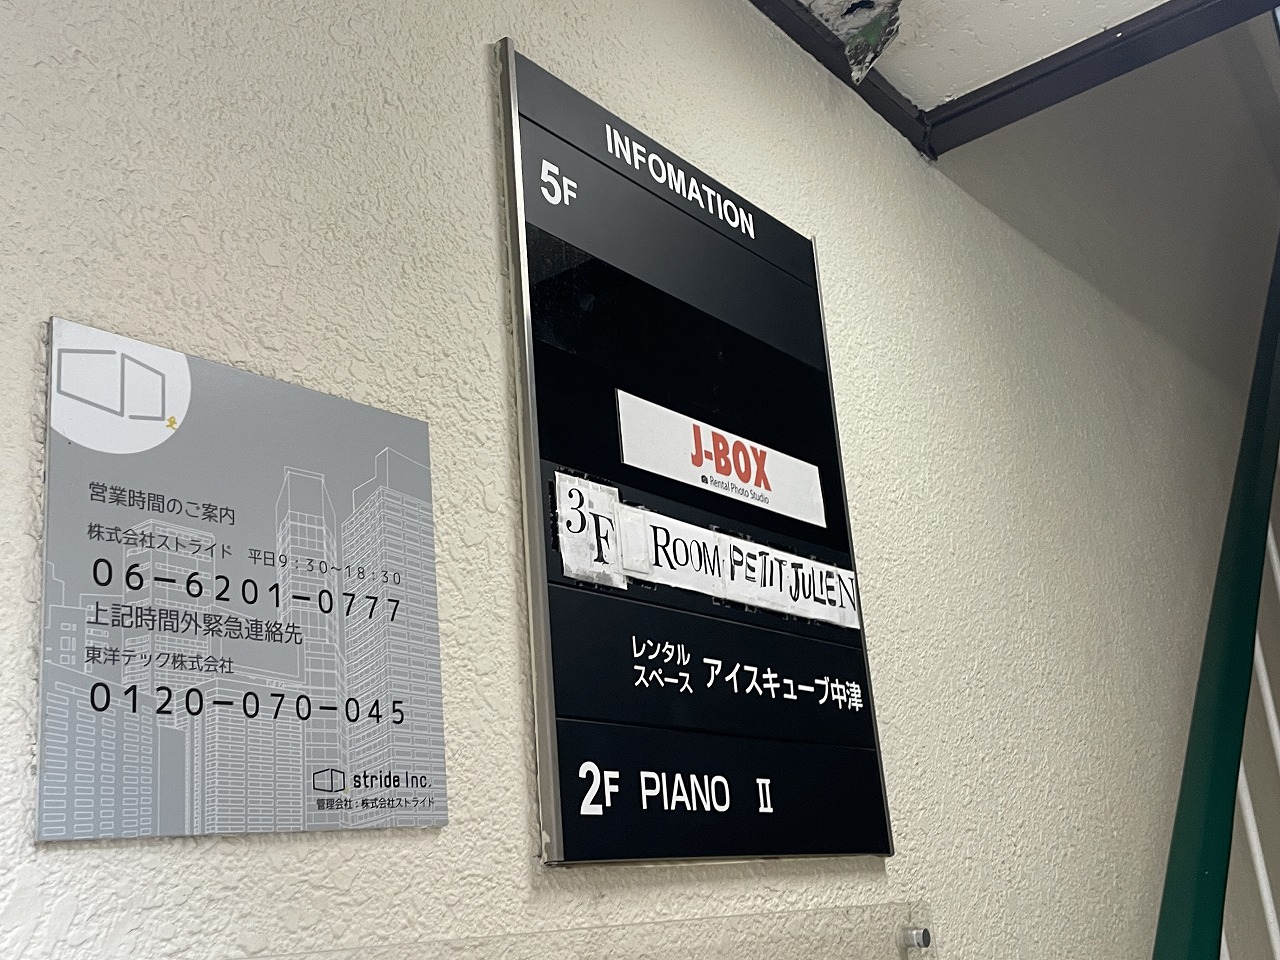 営業時間のご案内
株式会社ストライド 平日9:30~18:30
06-6201-0777
上記時間外緊急連絡先
東洋テック株式会社
0120-070-045
stride Inc.
管理会社:株式会社ストライド
INFOMATION
5F
J-BOX
Rental Photo Studio
3F ROOM PETIT JULIEN
レンタル
スペース アイスキューブ中津
2F PIANO Ⅱ